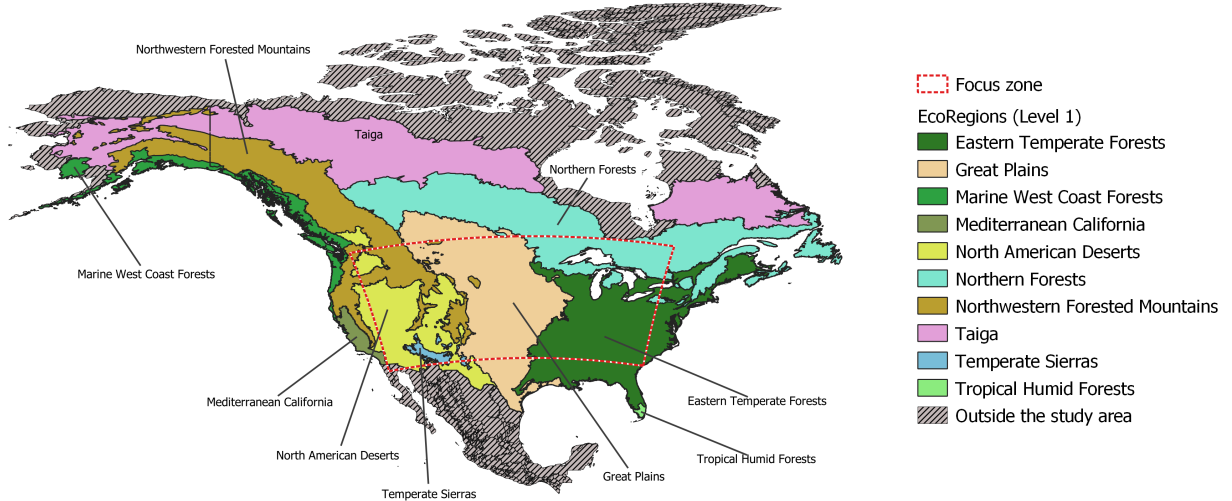 Northwestern Forested Mountains
Taiga
Northern Forests
Marine West Coast Forests
Mediterranean California
North American Deserts
Temperate Sierras
Great Plains
Tropical Humid Forests
Eastern Temperate Forests
Focus zone
EcoRegions (Level 1)
Eastern Temperate Forests
Great Plains
Marine West Coast Forests
Mediterranean California
North American Deserts
Northern Forests
Northwestern Forested Mountains
Taiga
Temperate Sierras
Tropical Humid Forests
Outside the study area